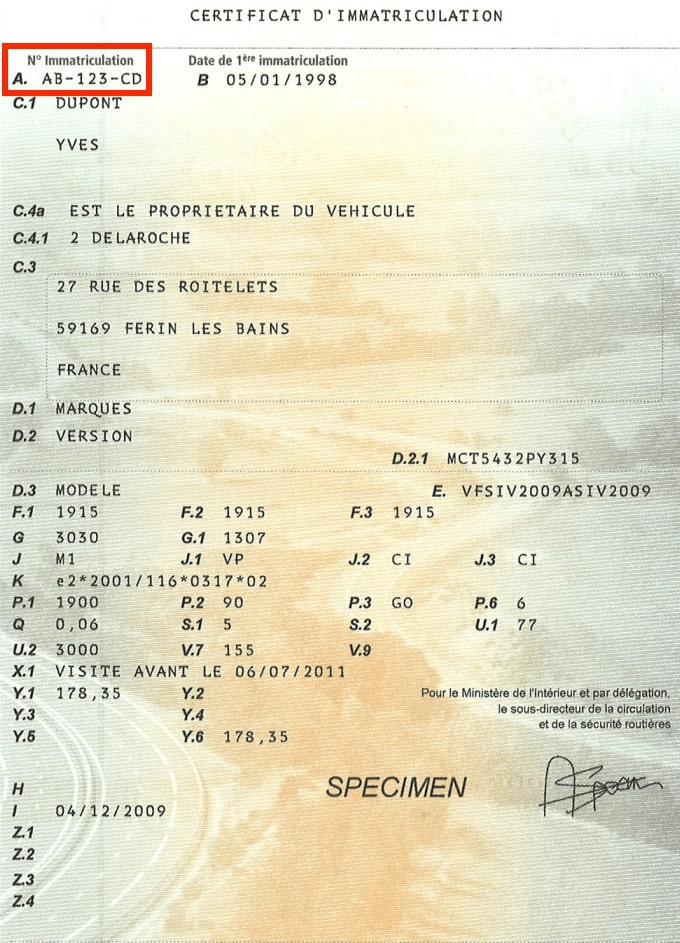 CERTIFICAT D'IMMATRICULATION
N° Immatriculation Date de 1ère immatriculation
A. AB-123-CD B 05/01/1998
C.1 DUPONT
YVES
C.4a EST LE PROPRIETAIRE DU VEHICULE
C.4.1 2 DELAROCHE
C.3
27 RUE DES ROITELETS
59169 FERIN LES BAINS
FRANCE
D.1 MARQUES
D.2 VERSION
D.2.1 MCT5432PY315
D.3 MODELE E. VFSIV2009ASIV2009
F.1 1915 F.2 1915 F.3 1915
G 3030 G.1 1307
J M1 J.1 VP J.2 CI J.3 CI
K e2*2001/116*0317*02
P.1 1900 P.2 90 P.3 GO P.6 6
Q 0,06 S.1 5 S.2 U.1 77
U.2 3000 V.7 155 V.9
X.1 VISITE AVANT LE 06/07/2011
Y.1 178,35 Y.2
Y.3 Y.4
Y.5 Y.6 178,35
Pour le Ministère de l'Intérieur et par délégation,
le sous-directeur de la circulation
et de la sécurité routières
SPECIMEN
H
I 04/12/2009
Z.1
Z.2
Z.3
Z.4